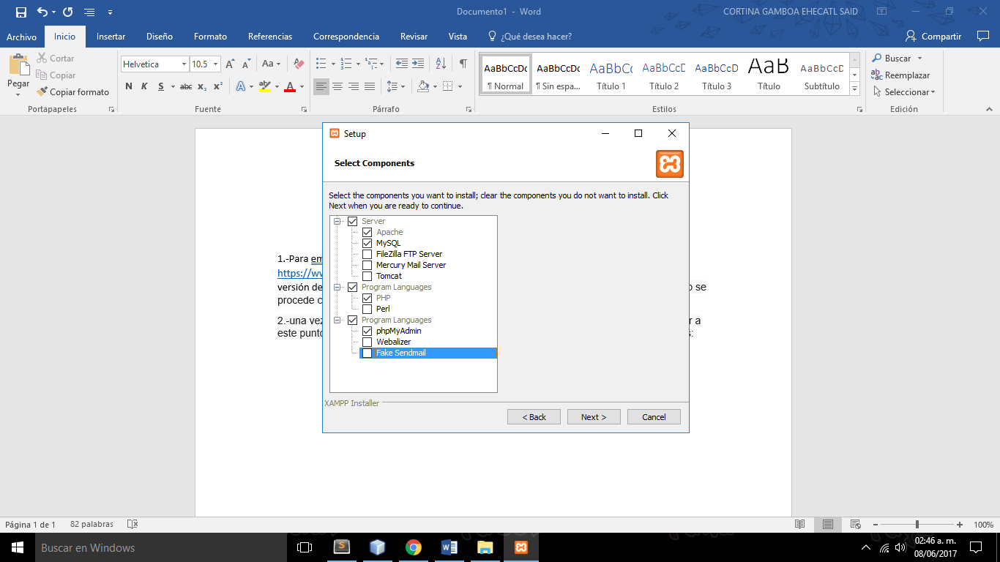 Documento1 - Word
CORTINA GAMBOA EHECATL SAID
Archivo
Inicio
Insertar
Diseño
Formato
Referencias
Correspondencia
Revisar
Vista
¿Qué desea hacer?
Compartir
Pegar
Cortar
Copiar
Copiar formato
Portapapeles
Helvetica
10.5
Aa
N K S abc x₂ x²
Fuente
Párrafo
AaBbCcDc
¶ Normal
AaBbCcDc
¶ Sin espa...
AaBbCc
Título 1
AaBbCcD
Título 2
AaBbCcD
Título 3
AaB
Título
AaBbCcD
Subtítulo
Estilos
Buscar
Reemplazar
Seleccionar
Edición
Setup
Select Components
Select the components you want to install; clear the components you do not want to install. Click
Next when you are ready to continue.
Server
Apache
MySQL
FileZilla FTP Server
Mercury Mail Server
Tomcat
Program Languages
PHP
Perl
Program Languages
phpMyAdmin
Webalizer
Fake Sendmail
XAMPP Installer
< Back
Next >
Cancel
1.-Para em
https://ww
versión de
o se
procede c
2.-una vez
r a
este punto
s:
Página 1 de 1
82 palabras
100%
Buscar en Windows
02:46 a. m.
08/06/2017